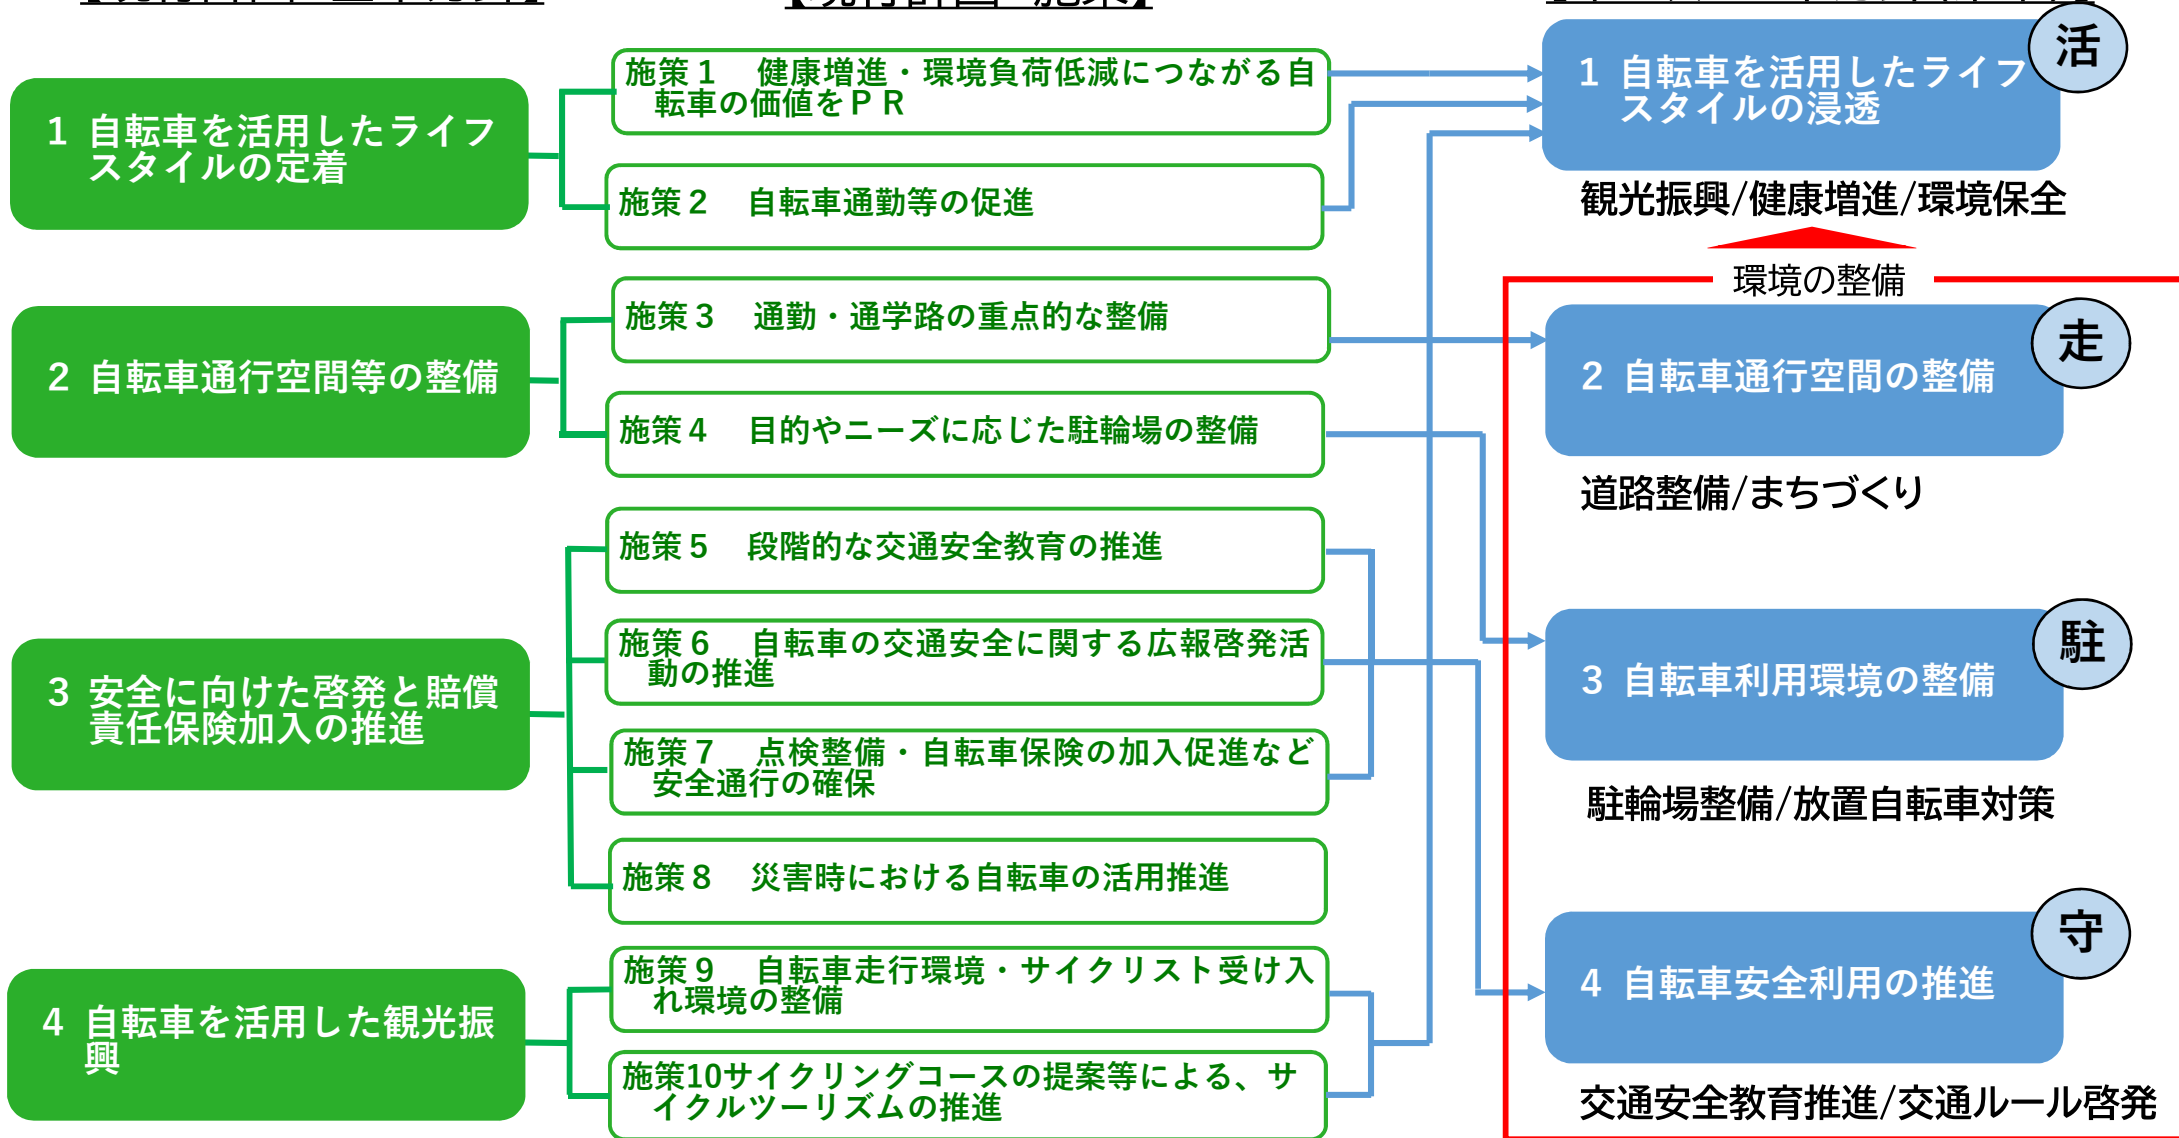 1 自転車を活用したライフ
スタイルの定着
2 自転車通行空間等の整備
3 安全に向けた啓発と賠償
責任保険加入の推進
4 自転車を活用した観光振
興
施策１　健康増進・環境負荷低減につながる自
転車の価値をＰＲ
施策２　自転車通勤等の促進
施策３　通勤・通学路の重点的な整備
施策４　目的やニーズに応じた駐輪場の整備
施策５　段階的な交通安全教育の推進
施策６　自転車の交通安全に関する広報啓発活
動の推進
施策７　点検整備・自転車保険の加入促進など
安全通行の確保
施策８　災害時における自転車の活用推進
施策９　自転車走行環境・サイクリスト受け入
れ環境の整備
施策10サイクリングコースの提案等による、サ
イクルツーリズムの推進
1 自転車を活用したライフ
スタイルの浸透
活
観光振興/健康増進/環境保全
環境の整備
2 自転車通行空間の整備
走
道路整備/まちづくり
3 自転車利用環境の整備
駐
駐輪場整備/放置自転車対策
4 自転車安全利用の推進
守
交通安全教育推進/交通ルール啓発